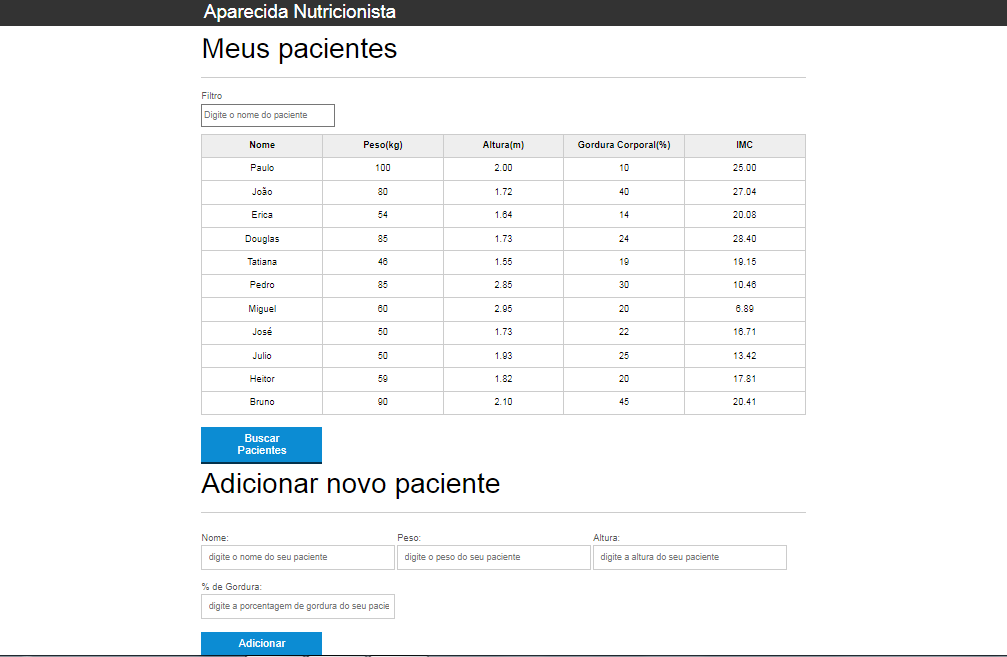 Aparecida Nutricionista
Meus pacientes
Filtro
Digite o nome do paciente
Nome Peso(kg) Altura(m) Gordura Corporal(%) IMC
Paulo 100 2.00 10 25.00
João 80 1.72 40 27.04
Erica 54 1.64 14 20.08
Douglas 85 1.73 24 28.40
Tatiana 46 1.55 19 19.15
Pedro 85 2.85 30 10.46
Miguel 60 2.95 20 6.89
José 50 1.73 22 16.71
Julio 50 1.93 25 13.42
Heitor 59 1.82 20 17.81
Bruno 90 2.10 45 20.41
Buscar
Pacientes
Adicionar novo paciente
Nome: Peso: Altura:
digite o nome do seu paciente digite o peso do seu paciente digite a altura do seu paciente
% de Gordura:
digite a porcentagem de gordura do seu pacie
Adicionar